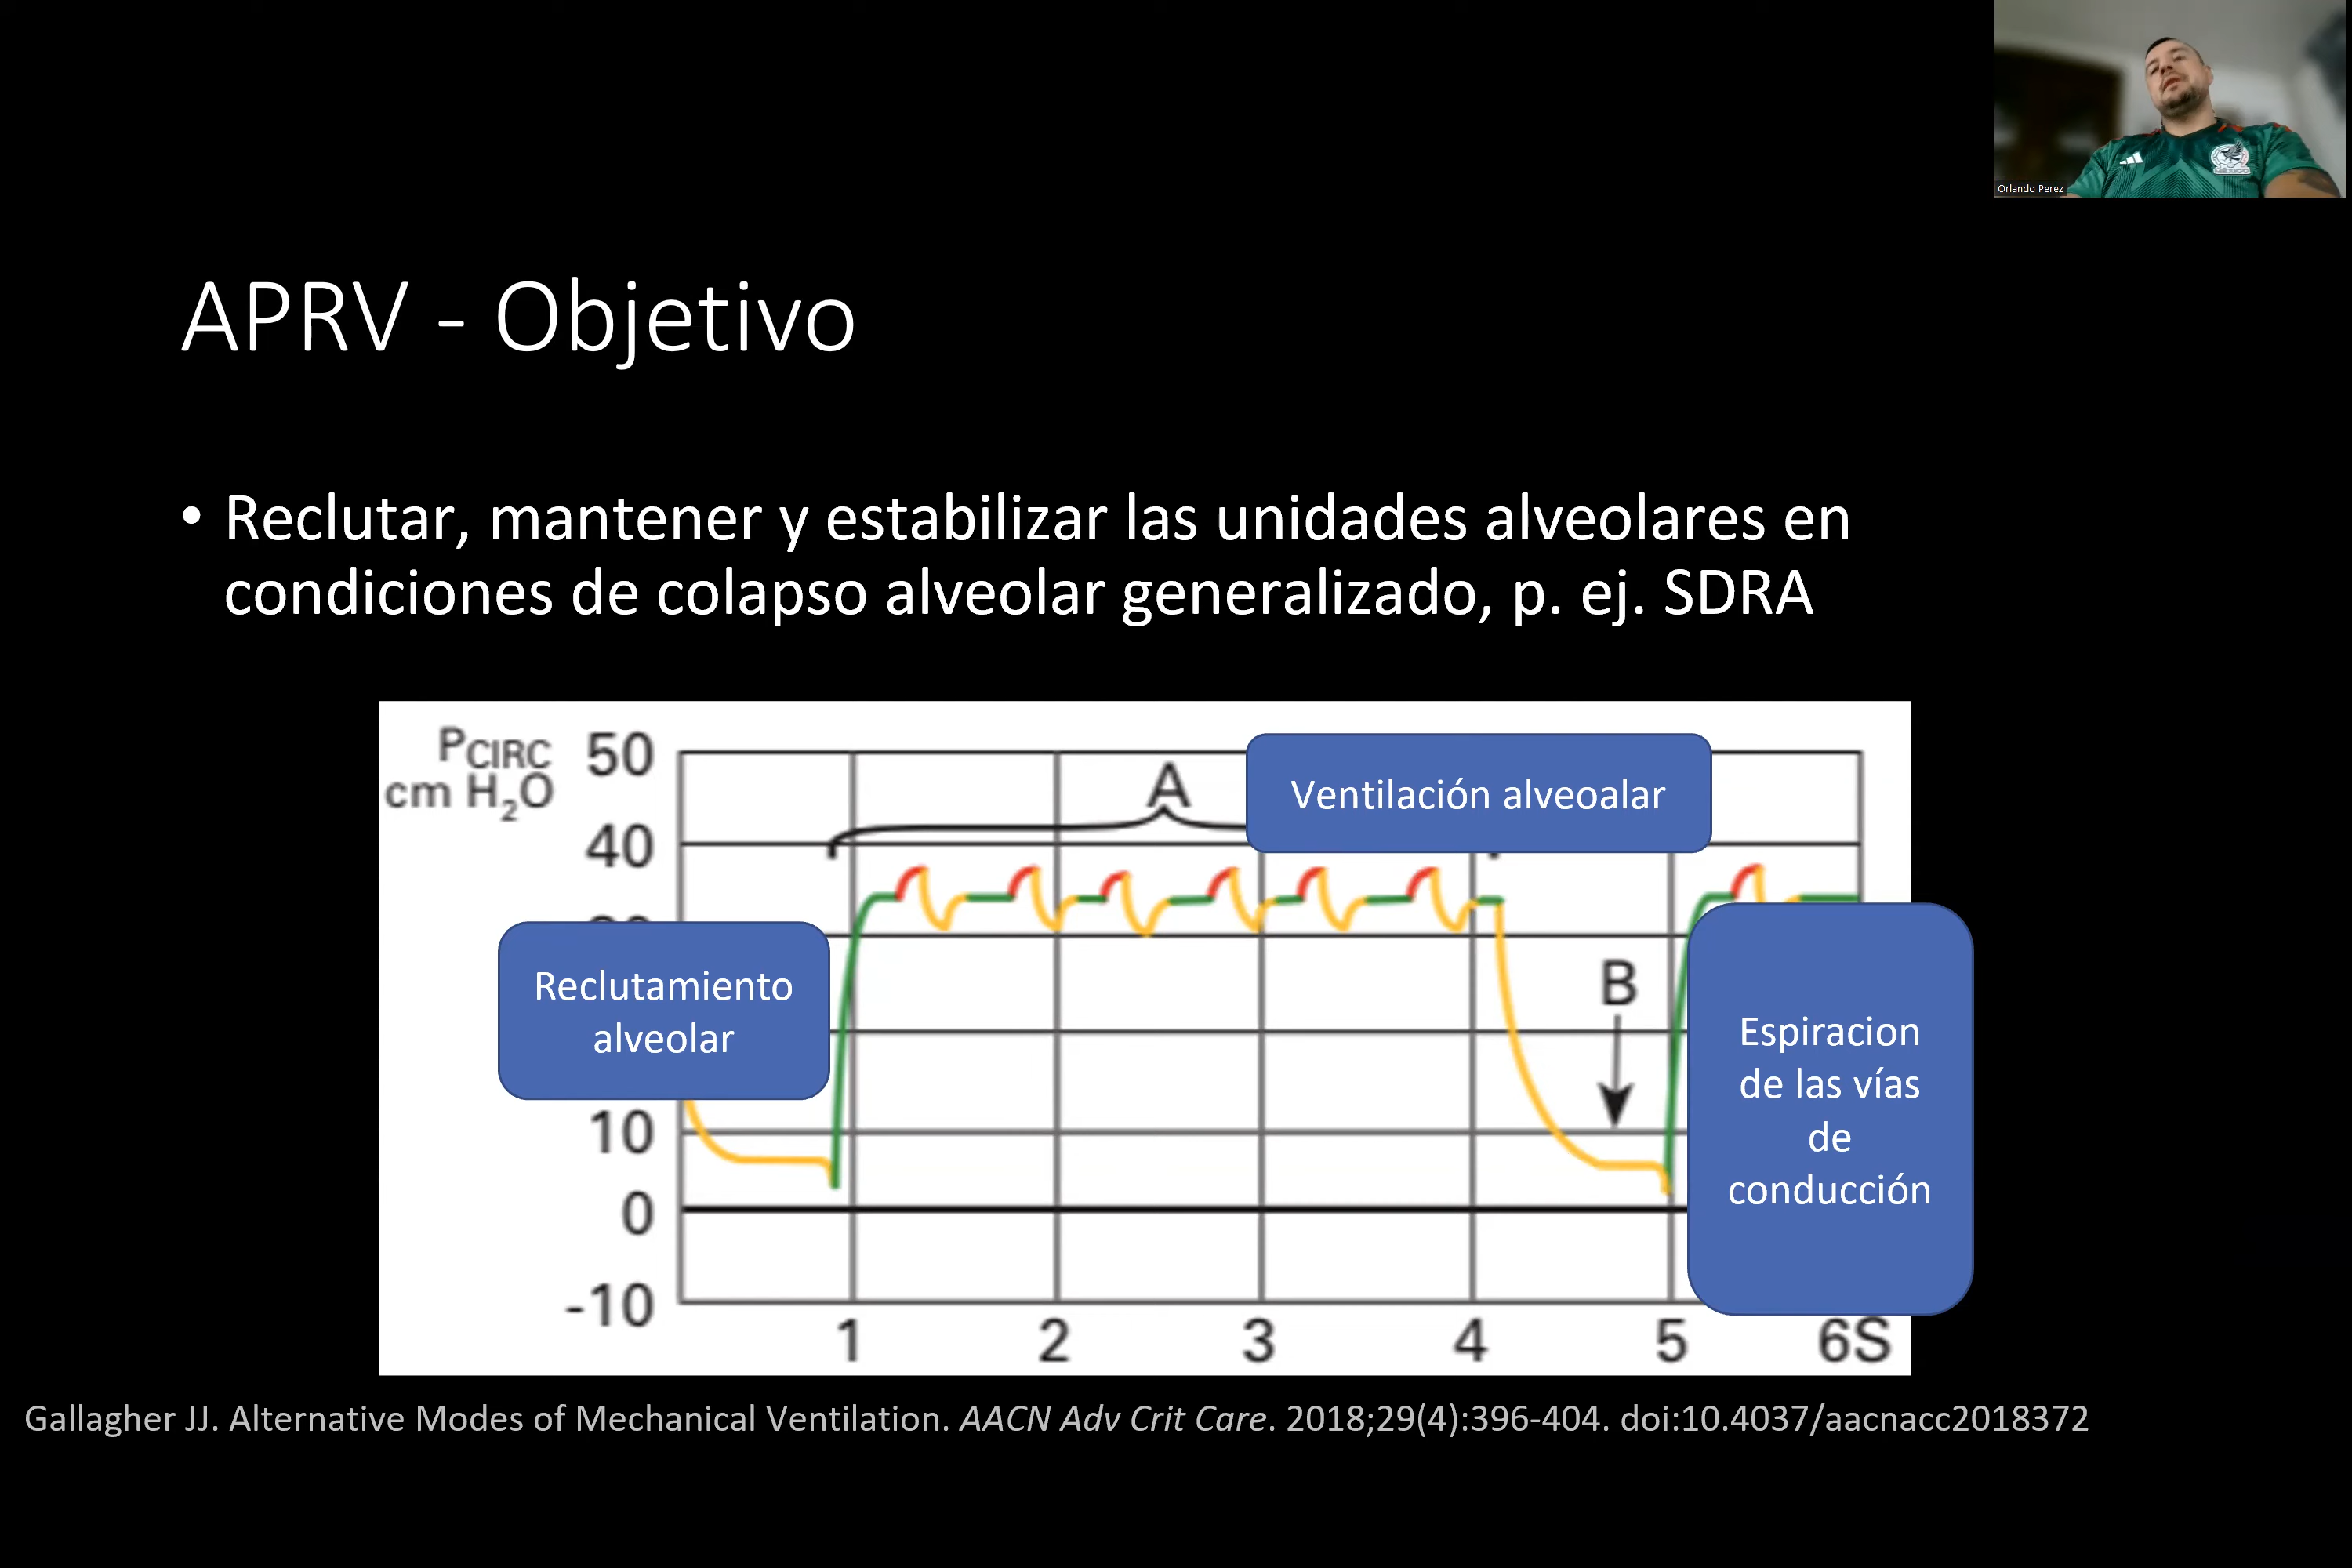 Orlando Perez
APRV - Objetivo
• Reclutar, mantener y estabilizar las unidades alveolares en
condiciones de colapso alveolar generalizado, p. ej. SDRA
PCIRC
cm H₂O
50
40
10
0
-10
A
Ventilación alveoalar
Reclutamiento
alveolar
B
Espiracion
de las vías
de
conducción
1 2 3 4 5 6S
Gallagher JJ. Alternative Modes of Mechanical Ventilation. AACN Adv Crit Care. 2018;29(4):396-404. doi:10.4037/aacnacc2018372